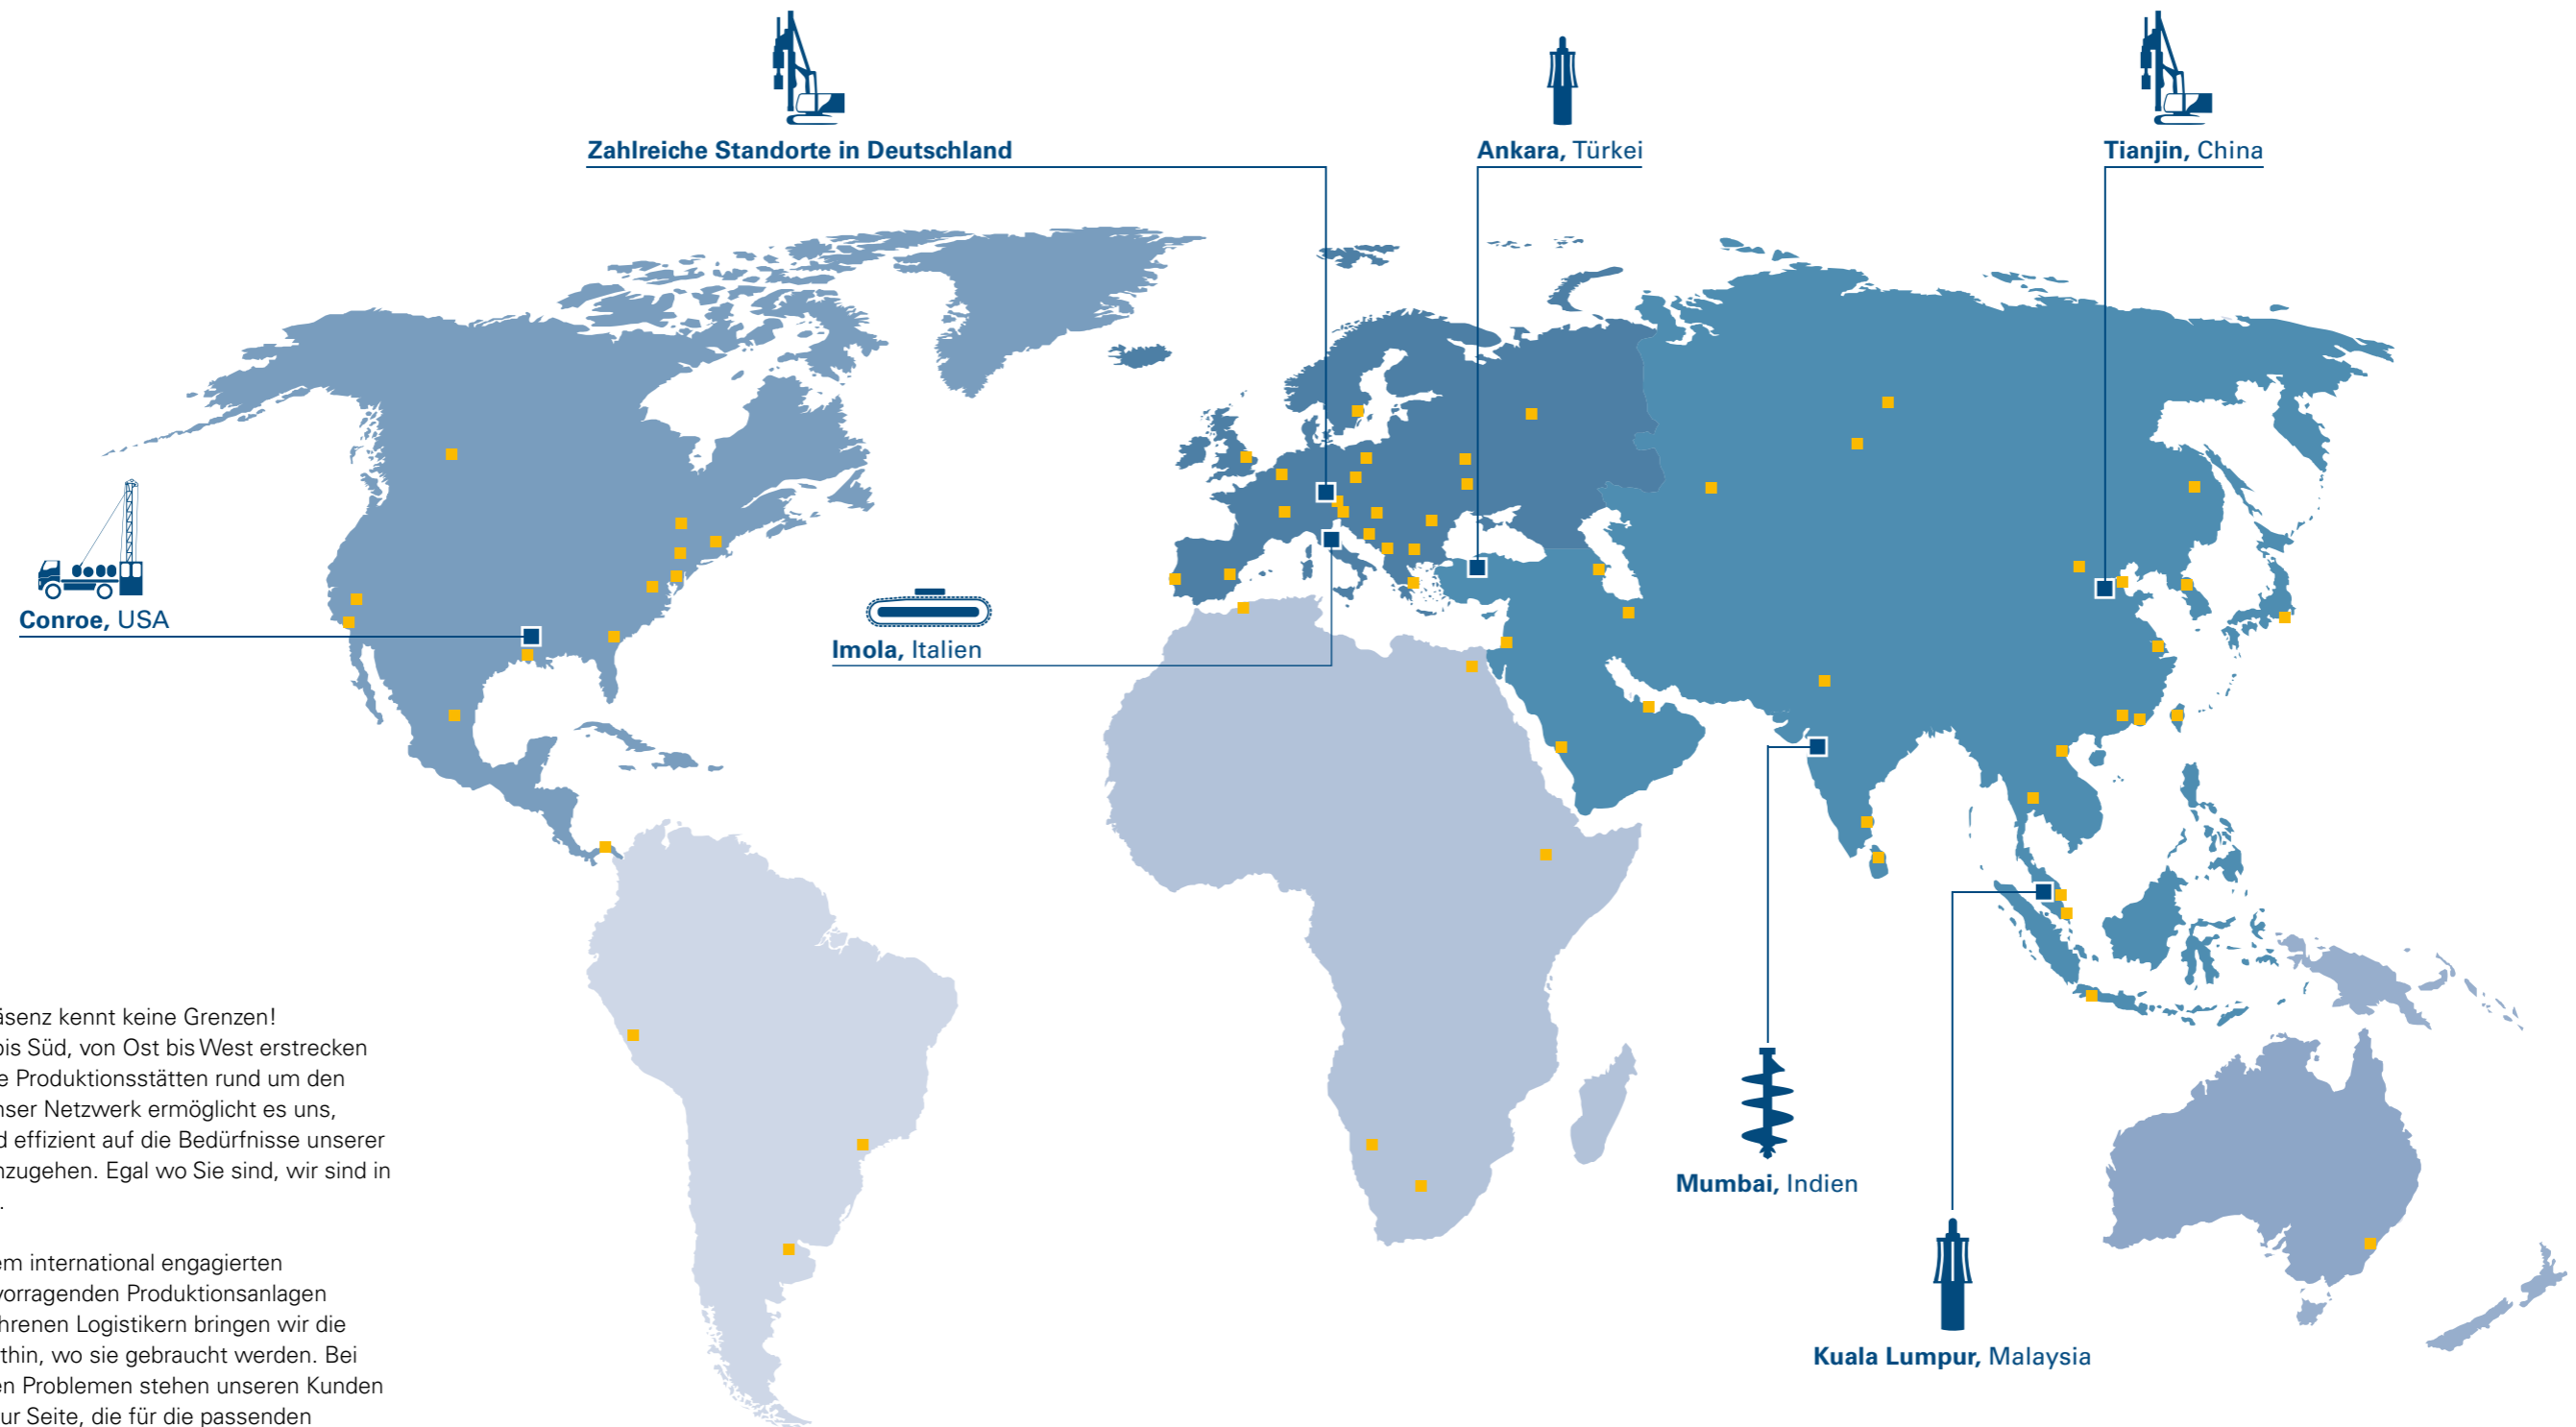 Zahlreiche Standorte in Deutschland
Ankara, Türkei
Tianjin, China
Conroe, USA
Imola, Italien
Mumbai, Indien
Kuala Lumpur, Malaysia
äsenz kennt keine Grenzen!
bis Süd, von Ost bis West erstrecken
e Produktionsstätten rund um den
nser Netzwerk ermöglicht es uns,
d effizient auf die Bedürfnisse unserer
nzugehen. Egal wo Sie sind, wir sind in
.
em international engagierten
vorragenden Produktionsanlagen
hrenen Logistikern bringen wir die
thin, wo sie gebraucht werden. Bei
en Problemen stehen unseren Kunden
ur Seite, die für die passenden